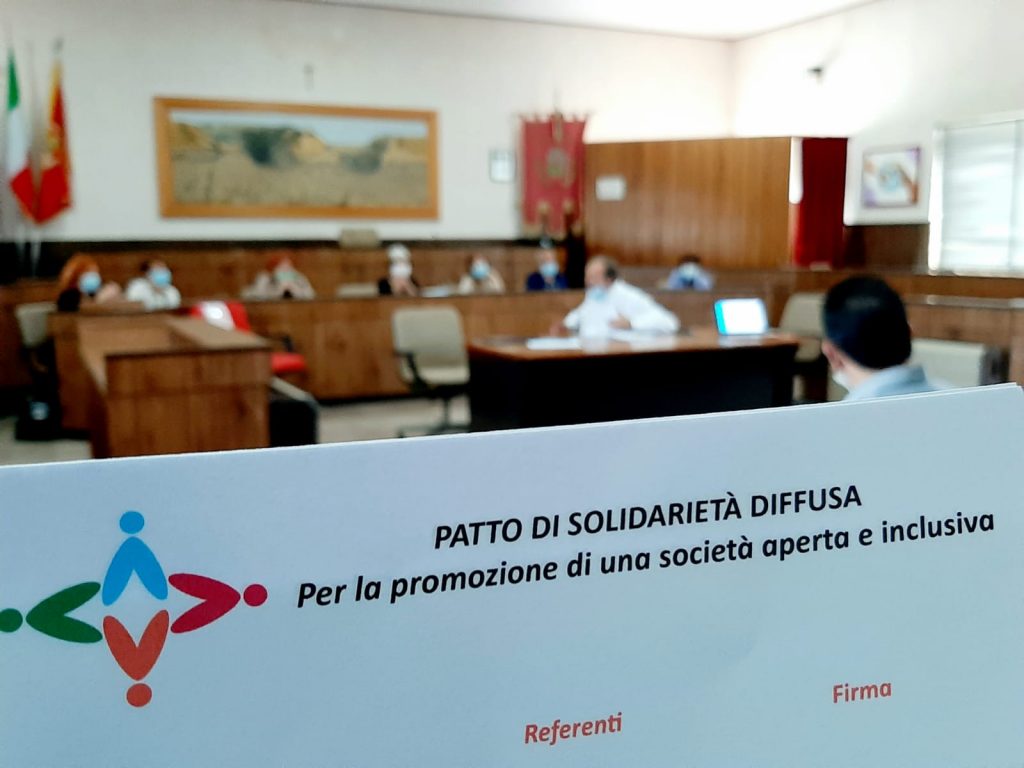 PATTO DI SOLIDARIETÀ DIFFUSA
Per la promozione di una società aperta e inclusiva
Referenti
Firma